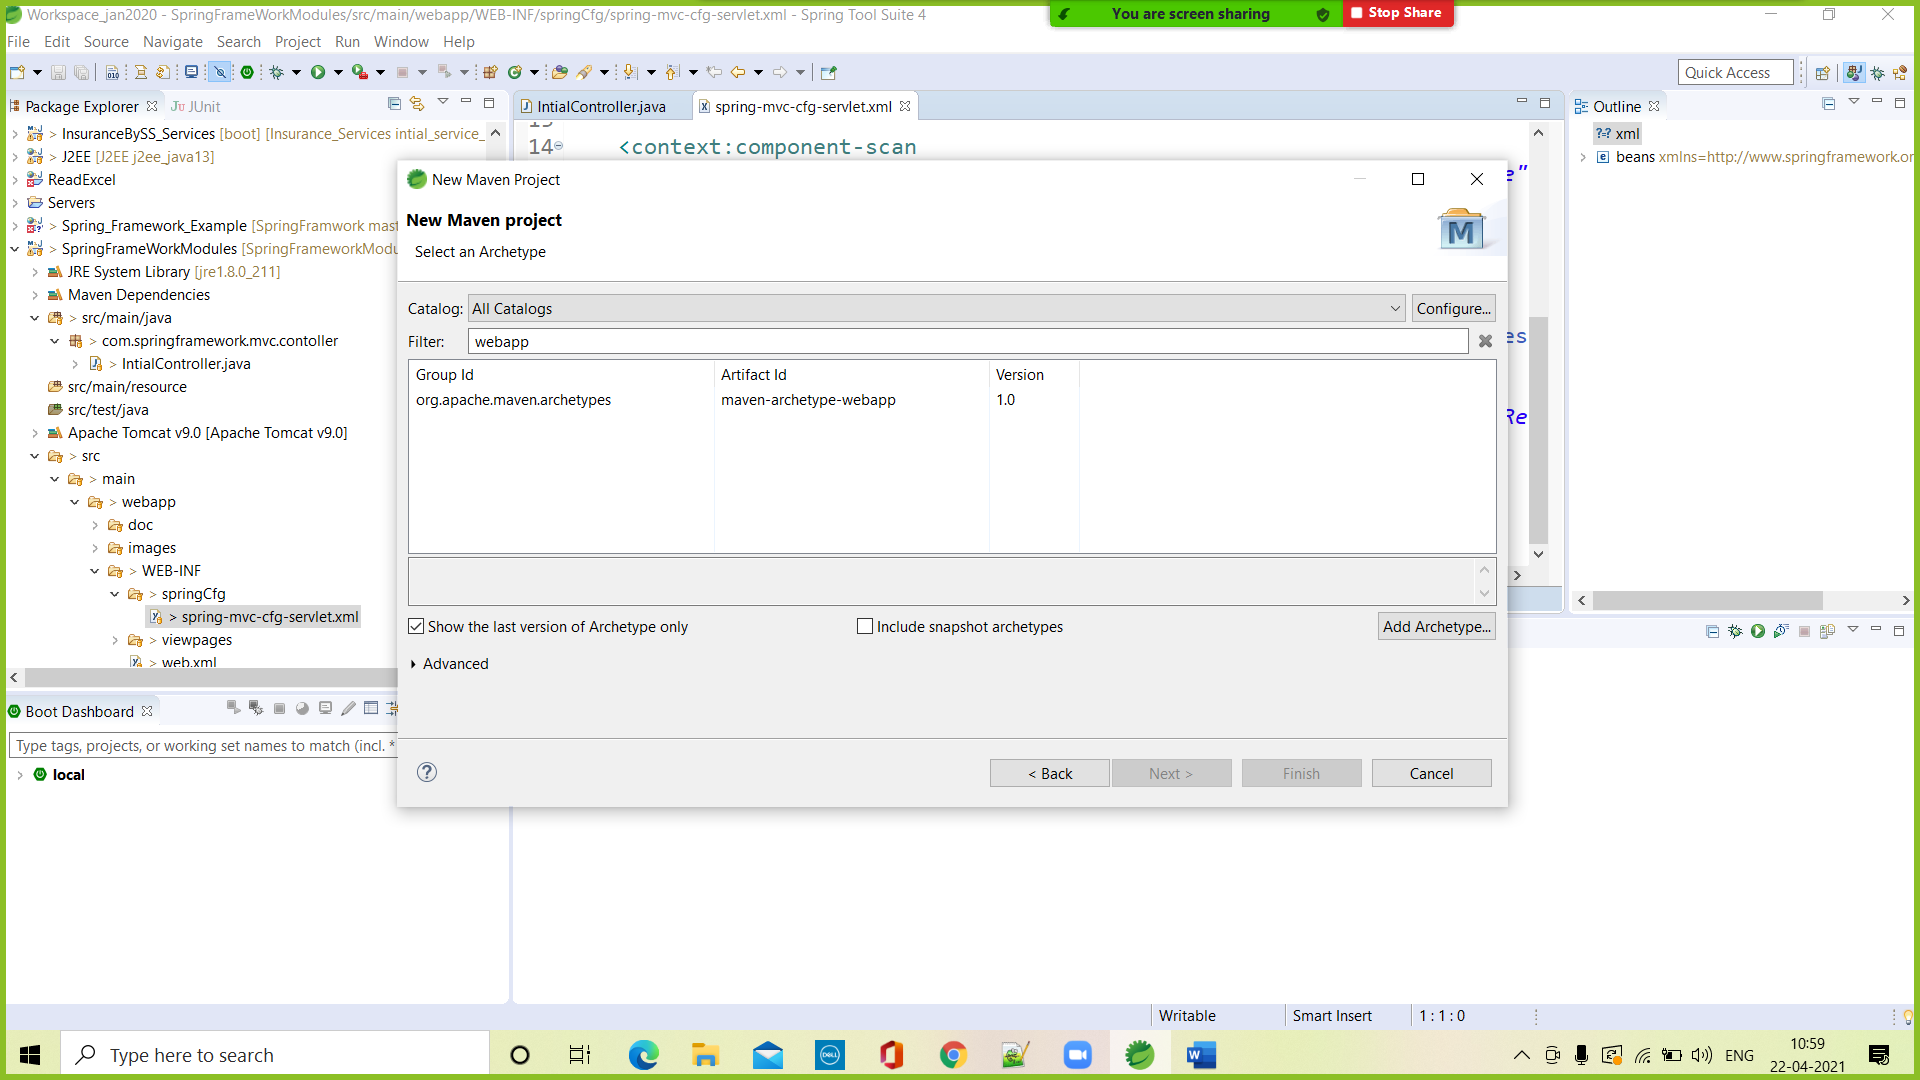 Workspace_jan2020 - SpringFrameWorkModules/src/main/webapp/WEB-INF/springCfg/spring-mvc-cfg-servlet.xml - Spring Tool Suite 4
You are screen sharing
Stop Share
File Edit Source Navigate Search Project Run Window Help
Quick Access
Package Explorer
JUnit
IntialController.java
spring-mvc-cfg-servlet.xml
Outline
> InsuranceBySS_Services [boot] [Insurance_Services intial_service_
> J2EE [J2EE j2ee_java13]
ReadExcel
Servers
> Spring_Framework_Example [SpringFramwork mast
> SpringFrameWorkModules [SpringFrameworkModu
JRE System Library [jre1.8.0_211]
Maven Dependencies
> src/main/java
> com.springframework.mvc.contoller
> IntialController.java
src/main/resource
src/test/java
Apache Tomcat v9.0 [Apache Tomcat v9.0]
> src
> main
> webapp
> doc
> images
> WEB-INF
> springCfg
> spring-mvc-cfg-servlet.xml
> viewpages
> web.xml
14
<context:component-scan
e"
es
Re
?=? xml
beans xmlns=http://www.springframework.or
New Maven Project
New Maven project
Select an Archetype
M
Catalog: All Catalogs
Configure...
Filter: webapp
Group Id Artifact Id Version
org.apache.maven.archetypes maven-archetype-webapp 1.0
Show the last version of Archetype only
Include snapshot archetypes
Add Archetype...
Advanced
< Back
Next >
Finish
Cancel
Boot Dashboard
Type tags, projects, or working set names to match (incl. *
local
Writable
Smart Insert
1 : 1 : 0
Type here to search
DELL
W
ENG
10:59
22-04-2021